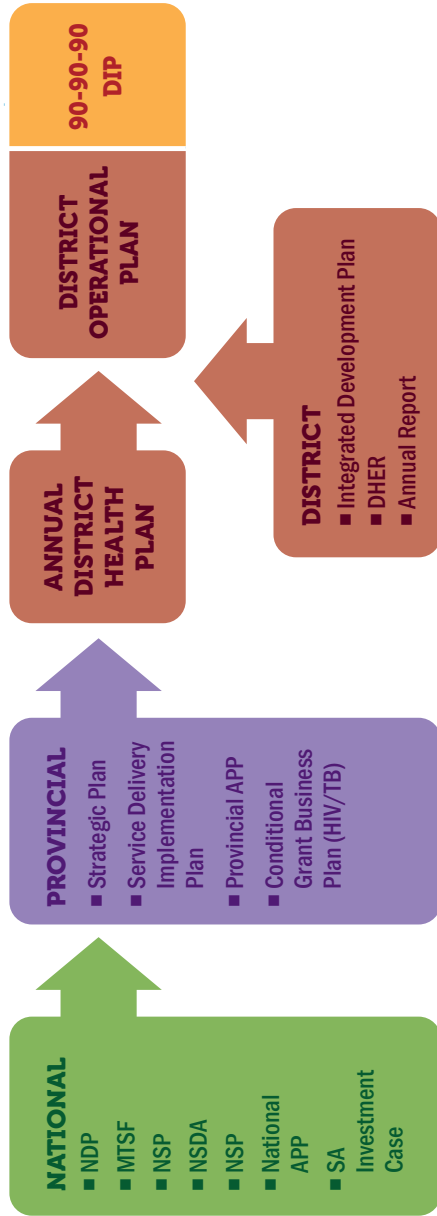 NATIONAL
■ NDP
■ MTSF
■ NSP
■ NSDA
■ NSP
■ National
APP
■ SA
Investment
Case
PROVINCIAL
■ Strategic Plan
■ Service Delivery
Implementation
Plan
■ Provincial APP
■ Conditional
Grant Business
Plan (HIV/TB)
ANNUAL
DISTRICT
HEALTH
PLAN
DISTRICT
OPERATIONAL
PLAN
90-90-90
DIP
DISTRICT
■ Integrated Development Plan
■ DHER
■ Annual Report